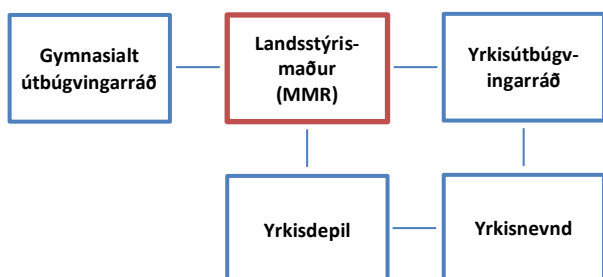 Gymnasialt
útbúgvingarráð
Landsstýris-
maður
(MMR)
Yrkisútbúgv-
ingarráð
Yrkisdepil
Yrkisnevnd